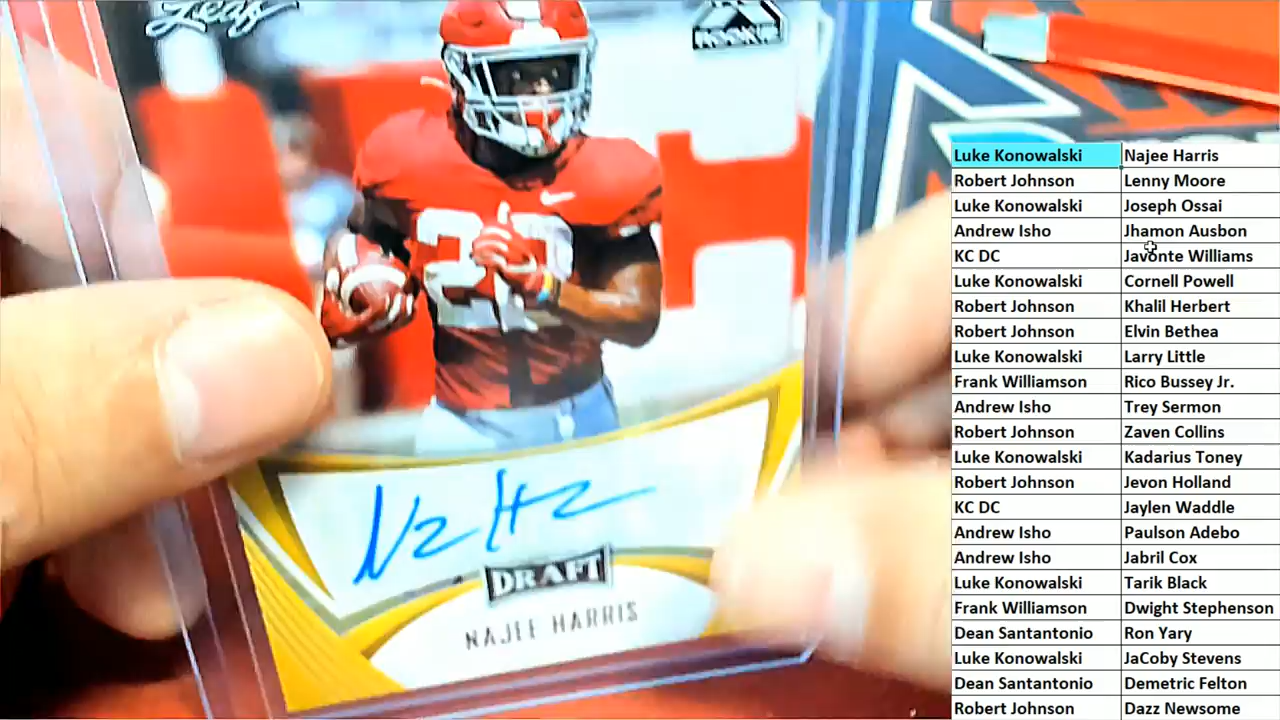 Leaf
X
ROOKIE
22
DRAFT
NAJEE HARRIS
Luke Konowalski Najee Harris
Robert Johnson Lenny Moore
Luke Konowalski Joseph Ossai
Andrew Isho Jhamon Ausbon
KC DC Javonte Williams
Luke Konowalski Cornell Powell
Robert Johnson Khalil Herbert
Robert Johnson Elvin Bethea
Luke Konowalski Larry Little
Frank Williamson Rico Bussey Jr.
Andrew Isho Trey Sermon
Robert Johnson Zaven Collins
Luke Konowalski Kadarius Toney
Robert Johnson Jevon Holland
KC DC Jaylen Waddle
Andrew Isho Paulson Adebo
Andrew Isho Jabril Cox
Luke Konowalski Tarik Black
Frank Williamson Dwight Stephenson
Dean Santantonio Ron Yary
Luke Konowalski JaCoby Stevens
Dean Santantonio Demetric Felton
Robert Johnson Dazz Newsome